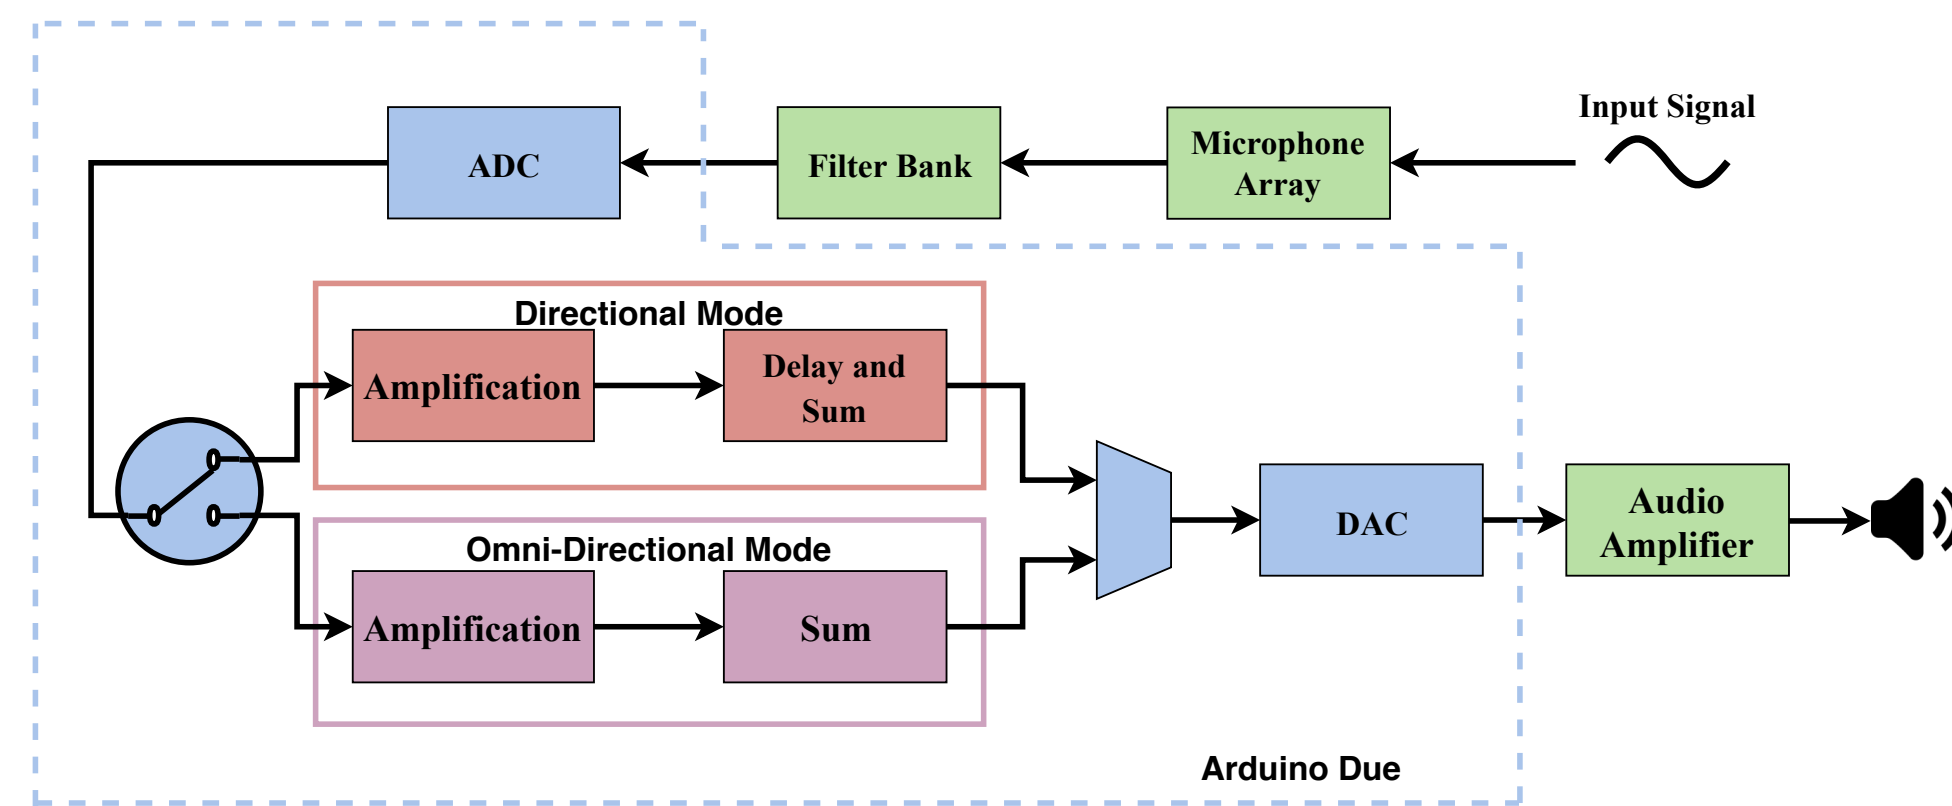 Input Signal
ADC
Filter Bank
Microphone
Array
Directional Mode
Amplification
Delay and
Sum
Omni-Directional Mode
Amplification
Sum
DAC
Audio
Amplifier
Arduino Due